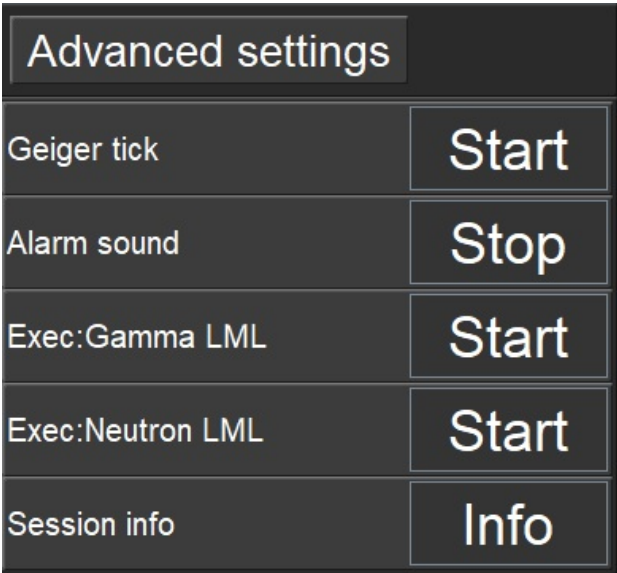 Advanced settings
Geiger tick Start
Alarm sound Stop
Exec:Gamma LML Start
Exec:Neutron LML Start
Session info Info